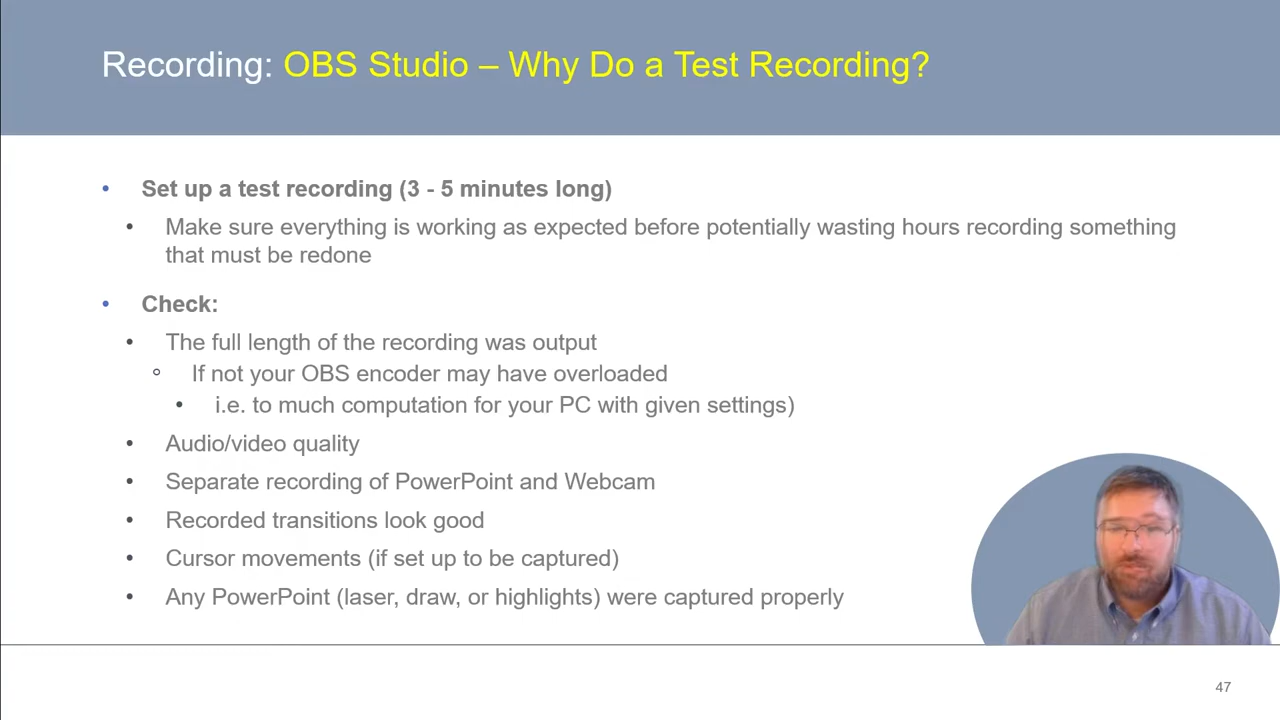 Recording: OBS Studio – Why Do a Test Recording?
• Set up a test recording (3 - 5 minutes long)
• Make sure everything is working as expected before potentially wasting hours recording something
that must be redone
• Check:
• The full length of the recording was output
○ If not your OBS encoder may have overloaded
• i.e. to much computation for your PC with given settings)
• Audio/video quality
• Separate recording of PowerPoint and Webcam
• Recorded transitions look good
• Cursor movements (if set up to be captured)
• Any PowerPoint (laser, draw, or highlights) were captured properly
47